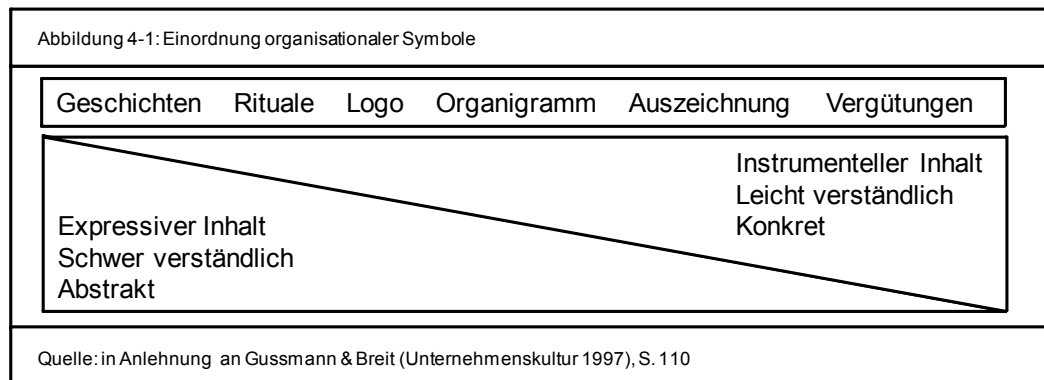 Abbildung 4-1: Einordnung organisationaler Symbole
Geschichten Rituale Logo Organigramm Auszeichnung Vergütungen
Instrumenteller Inhalt
Leicht verständlich
Konkret
Expressiver Inhalt
Schwer verständlich
Abstrakt
Quelle: in Anlehnung an Gussmann & Breit (Unternehmenskultur 1997), S. 110